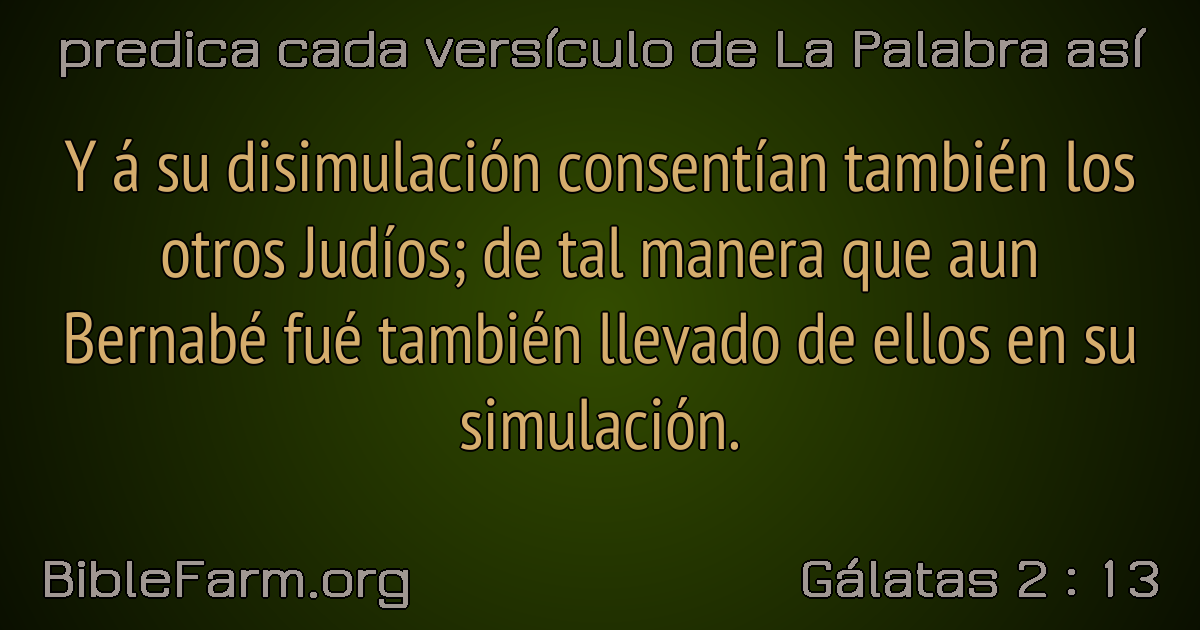 predica cada versículo de La Palabra así
Y á su disimulación consentían también los
otros Judíos; de tal manera que aun
Bernabé fué también llevado de ellos en su
simulación.
BibleFarm.org
Gálatas 2 : 13